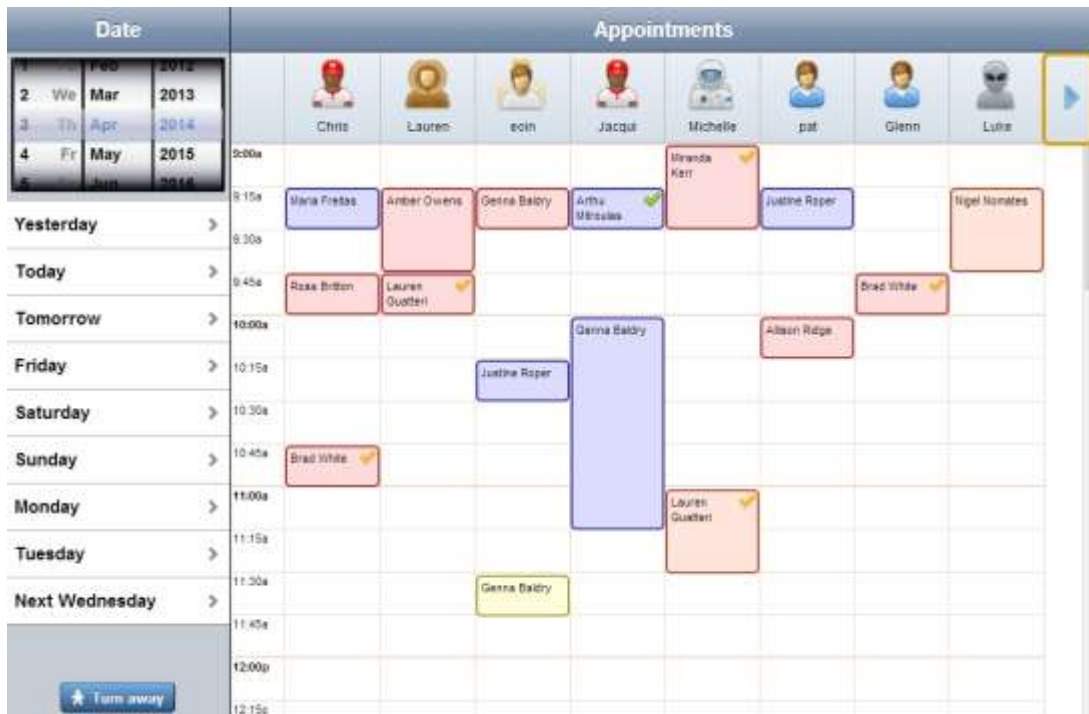 Date
Appointments
2 We Mar 2013
3 Th Apr 2014
4 Fr May 2015
Chris
Lauren
eoin
Jacqui
Michelle
pat
Glenn
Luke
Yesterday
Today
Tomorrow
Friday
Saturday
Sunday
Monday
Tuesday
Next Wednesday
Turn away
9:00a
Miranda
Kerr
9:15a
Maria Freitas
Amber Owens
Genna Baldry
Arthu
Mitroulas
Justine Roper
Nigel Nomates
9:30a
9:45a
Rosa Britton
Lauren
Guatteri
Brad White
10:00a
Genna Baldry
Allison Ridge
10:15a
Justine Roper
10:30a
10:45a
Brad White
11:00a
Lauren
Guatteri
11:15a
11:30a
Genna Baldry
11:45a
12:00p
12:15p